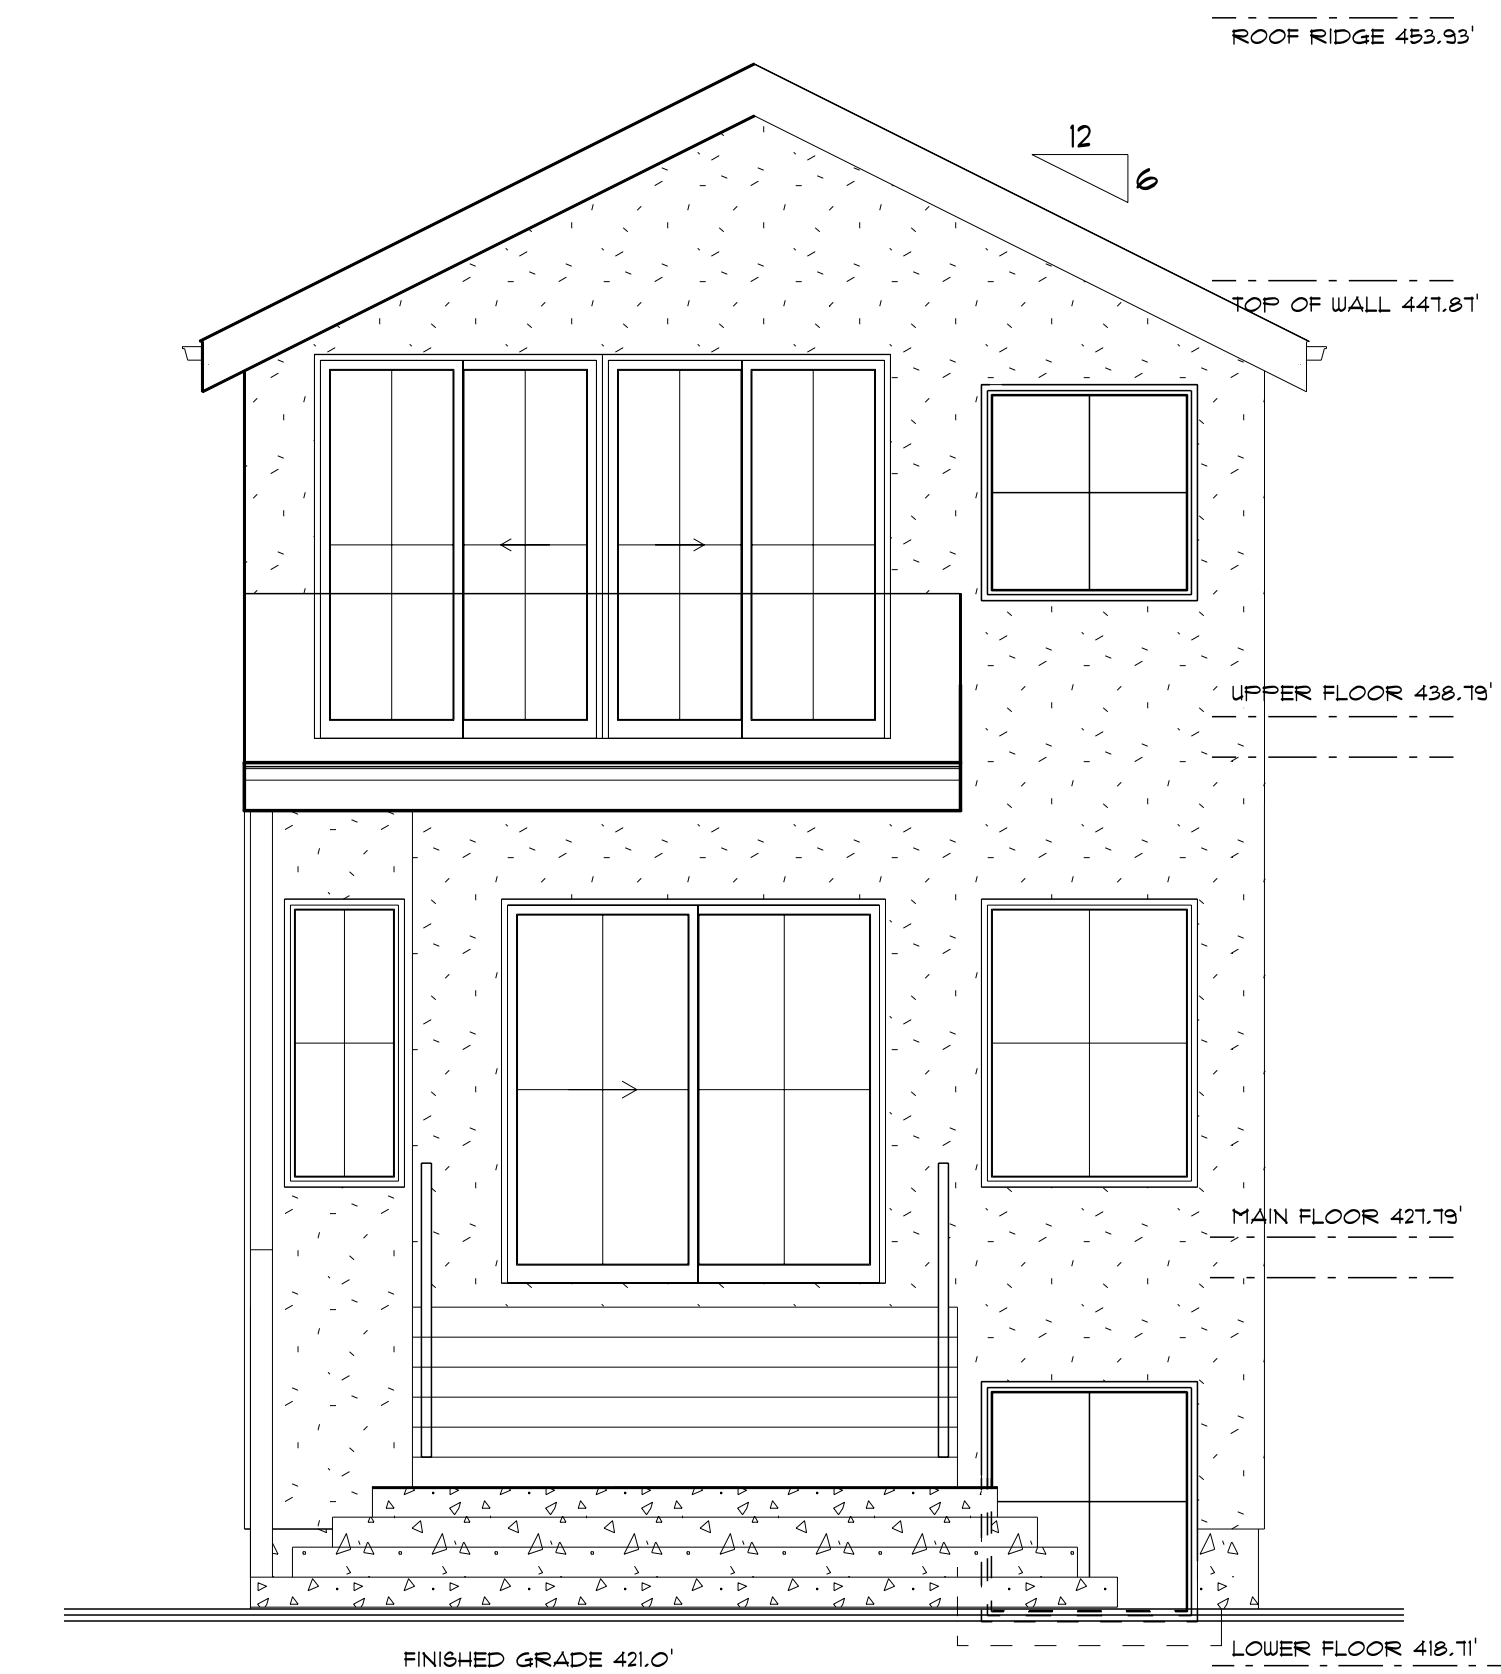 ROOF RIDGE 453.93'
12
6
TOP OF WALL 447.87'
UPPER FLOOR 438.79'
MAIN FLOOR 427.79'
LOWER FLOOR 418.71'
FINISHED GRADE 421.0'